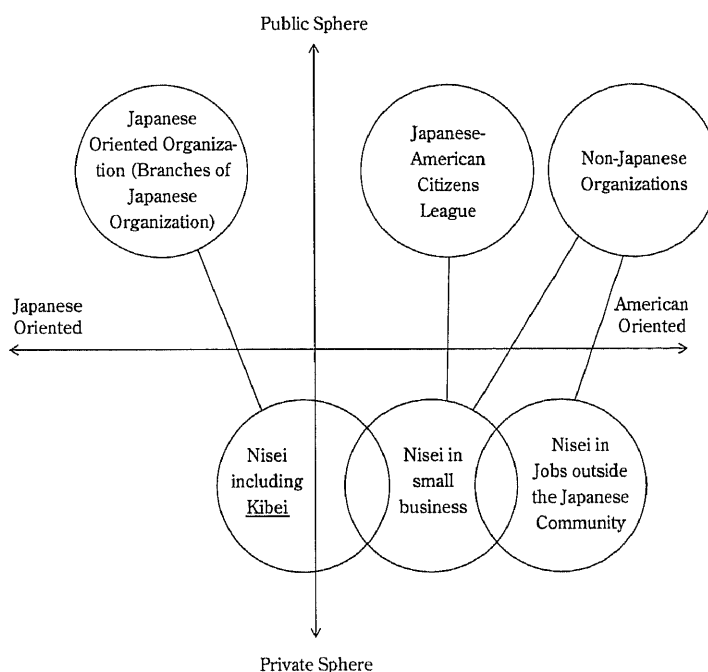 Public Sphere
Japanese
Oriented Organiza-
tion (Branches of
Japanese
Organization)
Japanese-
American
Citizens
League
Non-Japanese
Organizations
Japanese
Oriented
American
Oriented
Nisei
including
Kibei
Nisei in
small
business
Nisei in
Jobs outside
the Japanese
Community
Private Sphere